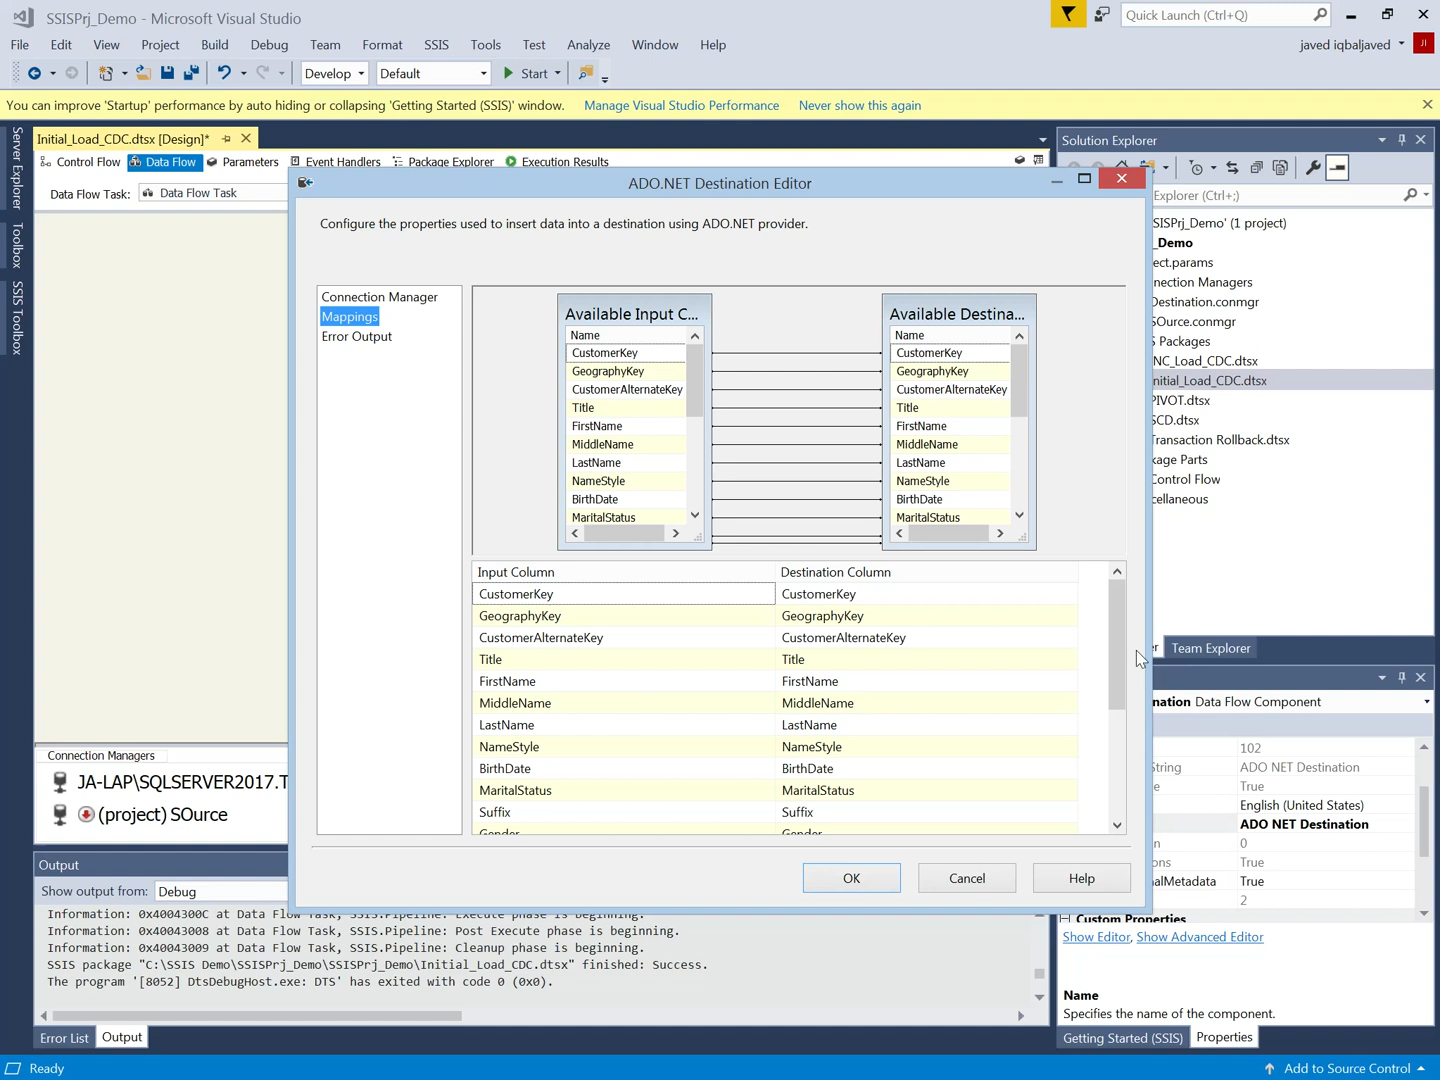 SSISPrj_Demo - Microsoft Visual Studio
Quick Launch (Ctrl+Q)
File Edit View Project Build Debug Team Format SSIS Tools Test Analyze Window Help
javed iqbaljaved
JI
Develop Default Start
You can improve 'Startup' performance by auto hiding or collapsing 'Getting Started (SSIS)' window. Manage Visual Studio Performance Never show this again
Server Explorer
Toolbox
SSIS Toolbox
Initial_Load_CDC.dtsx [Design]*
Control Flow Data Flow Parameters Event Handlers Package Explorer Execution Results
Data Flow Task: Data Flow Task
ADO.NET Destination Editor
Configure the properties used to insert data into a destination using ADO.NET provider.
Connection Manager
Mappings
Error Output
Available Input C...
Name
CustomerKey
GeographyKey
CustomerAlternateKey
Title
FirstName
MiddleName
LastName
NameStyle
BirthDate
MaritalStatus
Available Destina...
Name
CustomerKey
GeographyKey
CustomerAlternateKey
Title
FirstName
MiddleName
LastName
NameStyle
BirthDate
MaritalStatus
Input Column Destination Column
CustomerKey CustomerKey
GeographyKey GeographyKey
CustomerAlternateKey CustomerAlternateKey
Title Title
FirstName FirstName
MiddleName MiddleName
LastName LastName
NameStyle NameStyle
BirthDate BirthDate
MaritalStatus MaritalStatus
Suffix Suffix
Gender Gender
OK Cancel Help
Solution Explorer
Explorer (Ctrl+;)
SISPrj_Demo' (1 project)
_Demo
ect.params
nnection Managers
Destination.conmgr
SOurce.conmgr
S Packages
NC_Load_CDC.dtsx
nitial_Load_CDC.dtsx
PIVOT.dtsx
SCD.dtsx
Transaction Rollback.dtsx
kage Parts
Control Flow
cellaneous
er Team Explorer
nation Data Flow Component
102
String ADO NET Destination
e True
English (United States)
ADO NET Destination
n 0
ons True
nalMetadata True
2
Custom Properties
Show Editor, Show Advanced Editor
Name
Specifies the name of the component.
Getting Started (SSIS) Properties
Connection Managers
JA-LAP\SQLSERVER2017.T
(project) SOurce
Output
Show output from: Debug
Information: 0x4004300C at Data Flow Task, SSIS.Pipeline: Execute phase is beginning.
Information: 0x40043008 at Data Flow Task, SSIS.Pipeline: Post Execute phase is beginning.
Information: 0x40043009 at Data Flow Task, SSIS.Pipeline: Cleanup phase is beginning.
SSIS package "C:\SSIS Demo\SSISPrj_Demo\SSISPrj_Demo\Initial_Load_CDC.dtsx" finished: Success.
The program '[8052] DtsDebugHost.exe: DTS' has exited with code 0 (0x0).
Error List Output
Ready
Add to Source Control